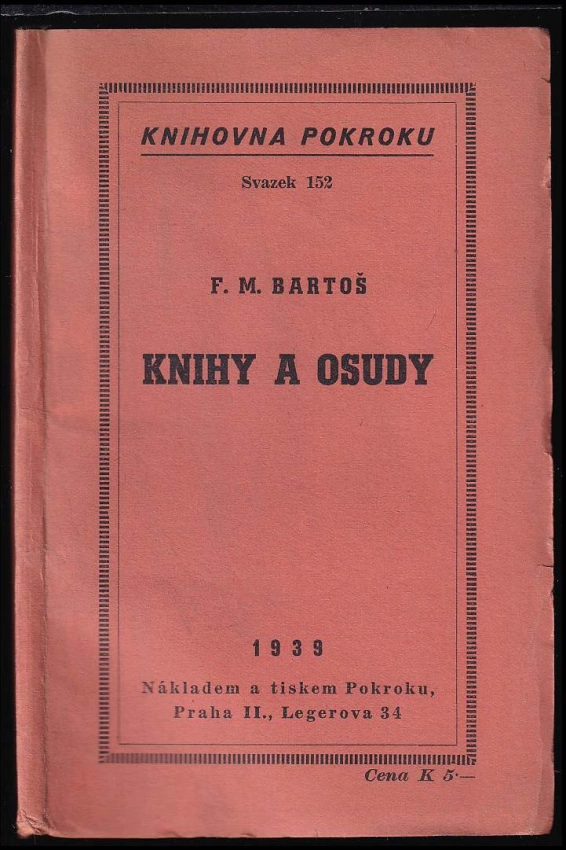 KNIHOVNA POKROKU
Svazek 152
F. M. BARTOŠ
KNIHY A OSUDY
1939
Nákladem a tiskem Pokroku,
Praha II., Legerova 34
Cena K 5·—